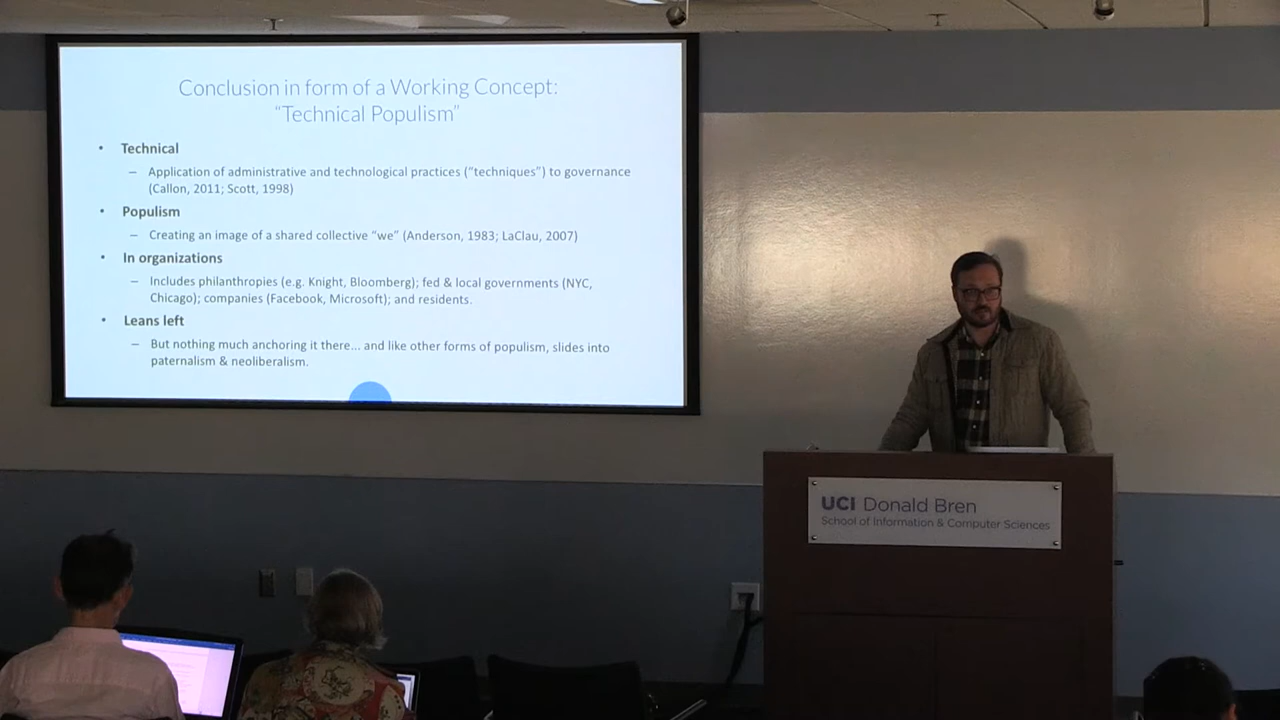 Conclusion in form of a Working Concept:
“Technical Populism”
• Technical
– Application of administrative and technological practices (“techniques”) to governance
(Callon, 2011; Scott, 1998)
• Populism
– Creating an image of a shared collective “we” (Anderson, 1983; LaClau, 2007)
• In organizations
– Includes philanthropies (e.g. Knight, Bloomberg); fed & local governments (NYC,
Chicago); companies (Facebook, Microsoft); and residents.
• Leans left
– But nothing much anchoring it there... and like other forms of populism, slides into
paternalism & neoliberalism.
UCI Donald Bren
School of Information & Computer Sciences